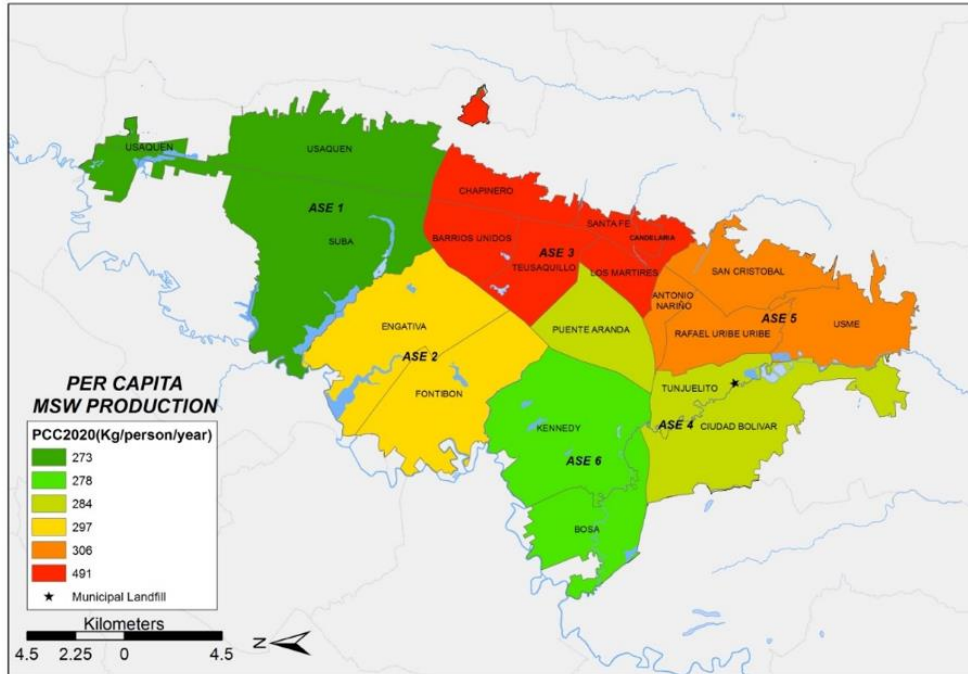 USAQUEN
USAQUEN
ASE 1
SUBA
CHAPINERO
SANTA FE
CANDELARIA
BARRIOS UNIDOS
ASE 3
TEUSAQUILLO
LOS MARTIRES
SAN CRISTOBAL
ANTONIO
NARIÑO
USME
ASE 5
RAFAEL URIBE URIBE
ENGATIVA
ASE 2
FONTIBON
PUENTE ARANDA
TUNJUELITO
ASE 4
CIUDAD BOLIVAR
KENNEDY
ASE 6
BOSA
PER CAPITA
MSW PRODUCTION
PCC2020(Kg/person/year)
273
278
284
297
306
491
Municipal Landfill
Kilometers
4.5 2.25 0 4.5
N